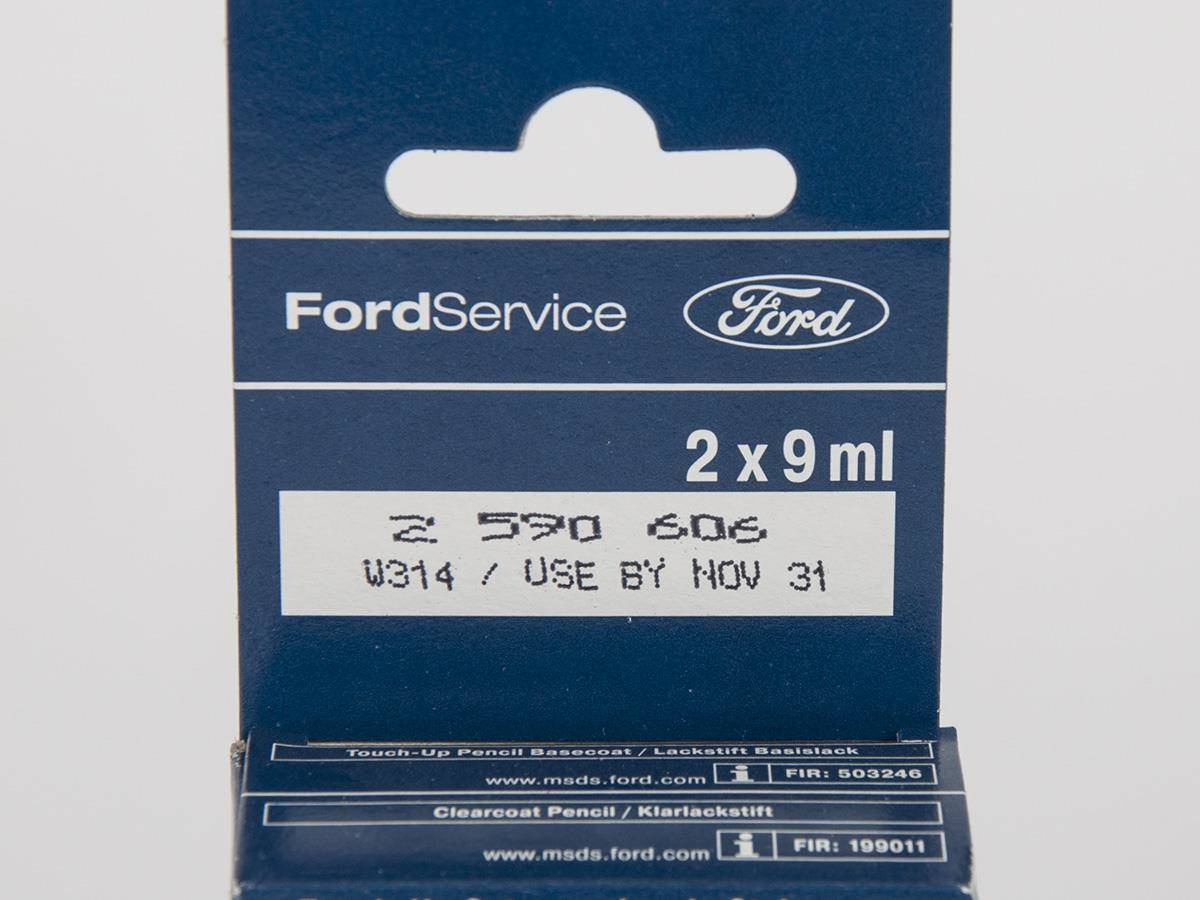 FordService Ford
2 x 9 ml
2 590 606
W314 / USE BY NOV 31
Touch-Up Pencil Basecoat / Lackstift Basislack
www.msds.ford.com i FIR: 503246
Clearcoat Pencil / Klarlackstift
www.msds.ford.com i FIR: 199011